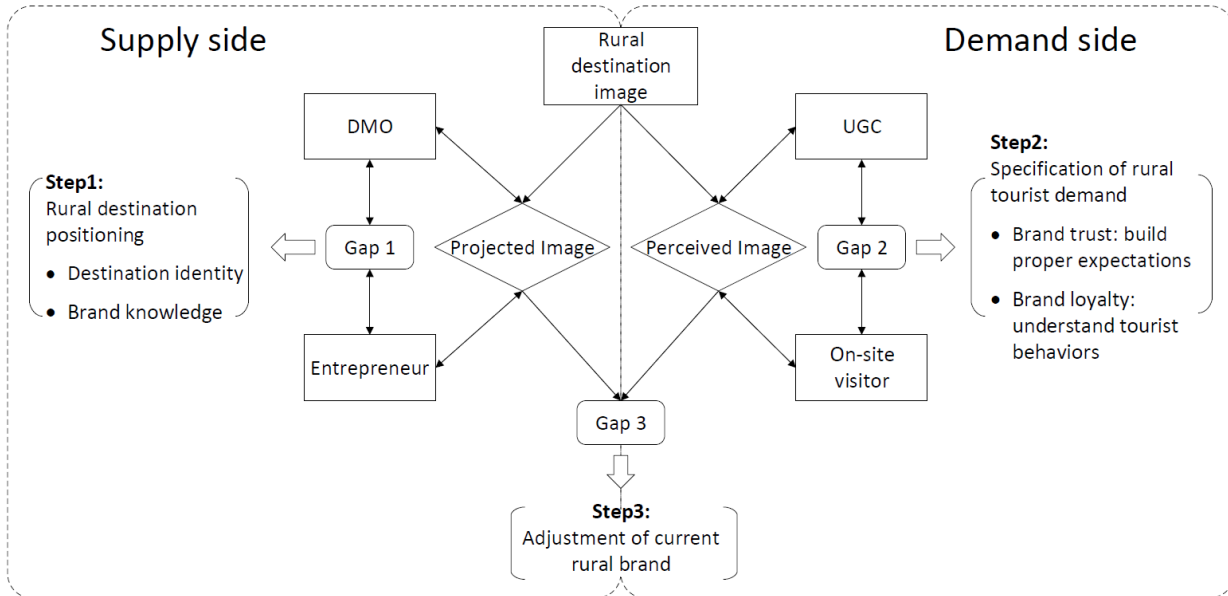 Supply side
Rural
destination
image
Demand side
DMO
UGC
Step1:
Rural destination
positioning
• Destination identity
• Brand knowledge
Gap 1
Projected Image
Perceived Image
Gap 2
Step2:
Specification of rural
tourist demand
• Brand trust: build
proper expectations
• Brand loyalty:
understand tourist
behaviors
Entrepreneur
On-site
visitor
Gap 3
Step3:
Adjustment of current
rural brand